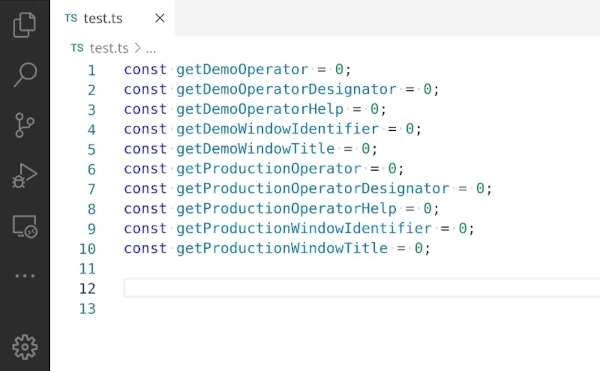 TS test.ts ×
TS test.ts > ...
1 const getDemoOperator = 0;
2 const getDemoOperatorDesignator = 0;
3 const getDemoOperatorHelp = 0;
4 const getDemoWindowIdentifier = 0;
5 const getDemoWindowTitle = 0;
6 const getProductionOperator = 0;
7 const getProductionOperatorDesignator = 0;
8 const getProductionOperatorHelp = 0;
9 const getProductionWindowIdentifier = 0;
10 const getProductionWindowTitle = 0;
11
12
13